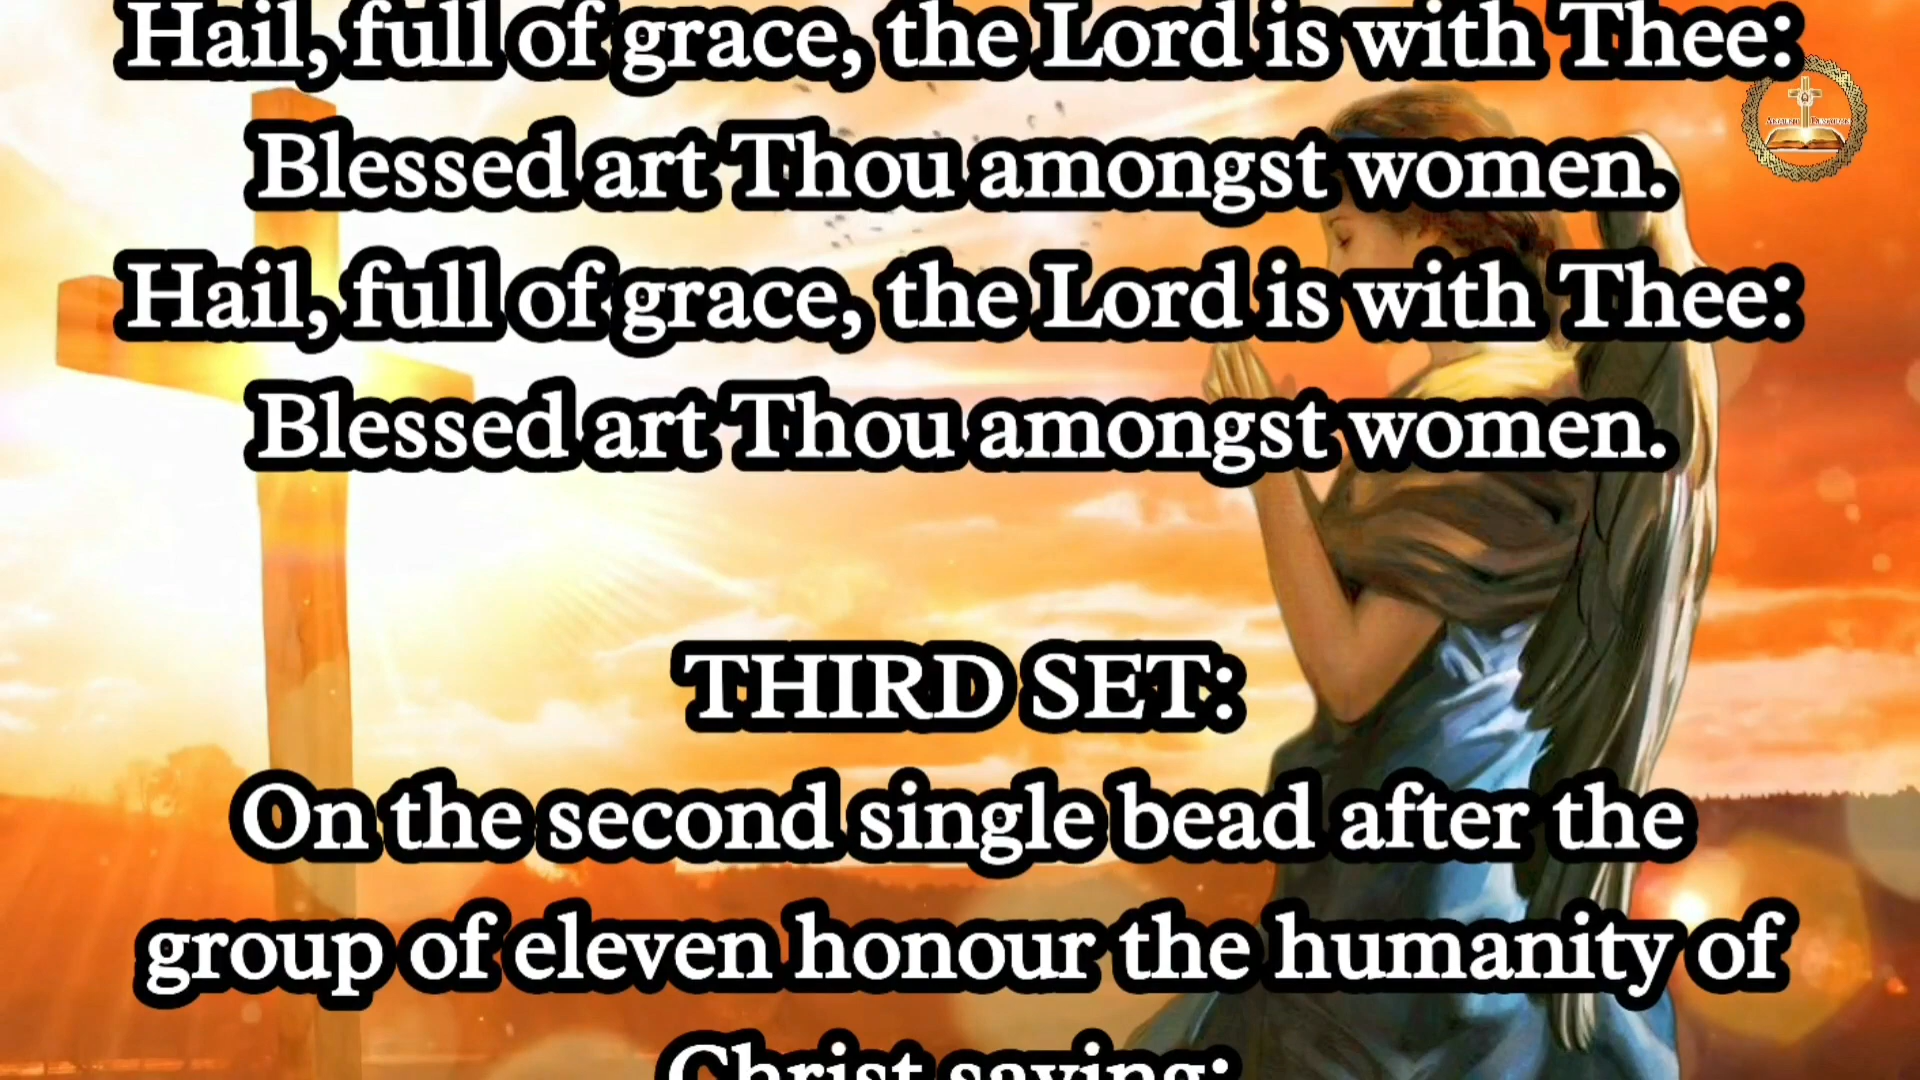 Hail, full of grace, the Lord is with Thee:
Blessed art Thou amongst women.
Hail, full of grace, the Lord is with Thee:
Blessed art Thou amongst women.
THIRD SET:
On the second single bead after the
group of eleven honour the humanity of
Christ saying: